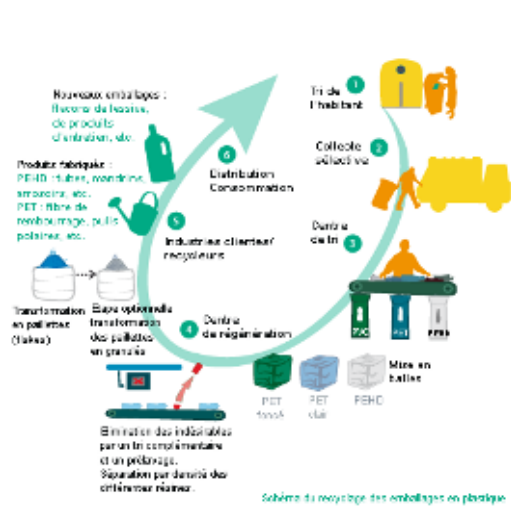 Tri de
l'habitant
1
Collecte
sélective
2
Centre
de tri
3
Mise en
balles
PET
foncé
PET
clair
PEHD
4
Centre
de régénération
Elimination des indésirables
par un tri complémentaire
et un prélavage.
Séparation par densité des
différentes résines.
Transformation
en paillettes
(flakes)
Etape optionnelle
transformation
des paillettes
en granulés
5
Industries clientes/
recycleurs
Produits fabriqués :
PEHD : tubes, mandrins,
arrosoirs, etc.
PET : fibre de
rembourrage, pulls
polaires, etc.
6
Distribution
Consommation
Nouveaux emballages :
flacons de lessive,
de produits
d'entretien, etc.
Schéma du recyclage des emballages en plastique